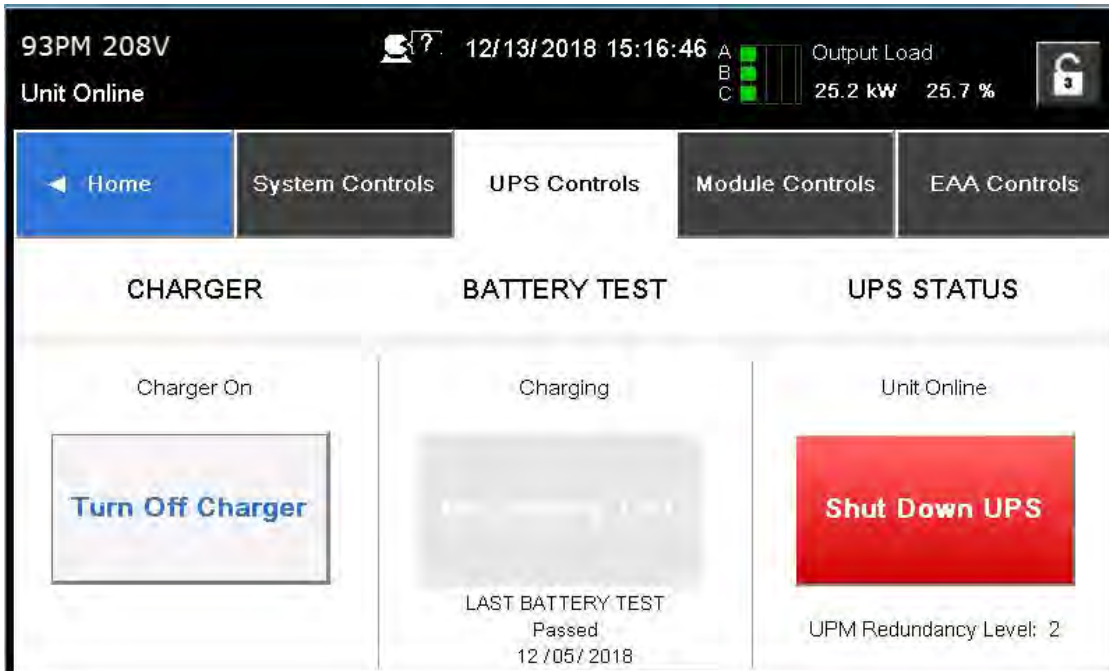 93PM 208V
?
12/13/2018 15:16:46
A
B
C
Output Load
25.2 kW 25.7 %
3
Unit Online
◄ Home
System Controls
UPS Controls
Module Controls
EAA Controls
CHARGER
BATTERY TEST
UPS STATUS
Charger On
Charging
Unit Online
Turn Off Charger
Shut Down UPS
LAST BATTERY TEST
Passed
12/05/2018
UPM Redundancy Level: 2